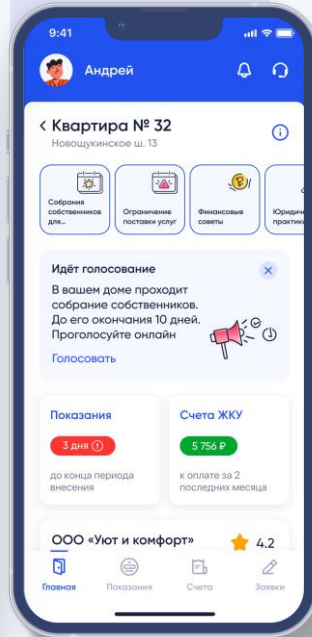 9:41
Андрей
Квартира № 32
Новощукинское ш. 13
Собрания
собственников
для...
Ограничение
поставки услуг
Финансовые
советы
Юридич
практик
Идёт голосование
В вашем доме проходит
собрание собственников.
До его окончания 10 дней.
Проголосуйте онлайн
Голосовать
Показания
3 дня
до конца периода
внесения
Счета ЖКУ
5 756 ₽
к оплате за 2
последних месяца
ООО «Уют и комфорт»
4.2
Главная
Показания
Счета
Заявки